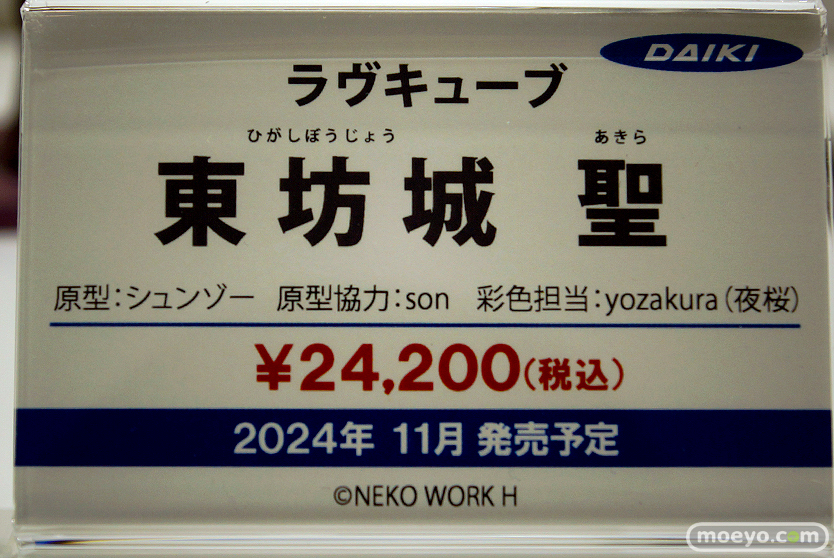 DAIKI
ラヴキューブ
ひがしぼうじょう あきら
東坊城 聖
原型：シュンゾー 原型協力：son 彩色担当：yozakura（夜桜）
¥24,200（税込）
2024年 11月 発売予定
©NEKO WORK H
moeyo.com